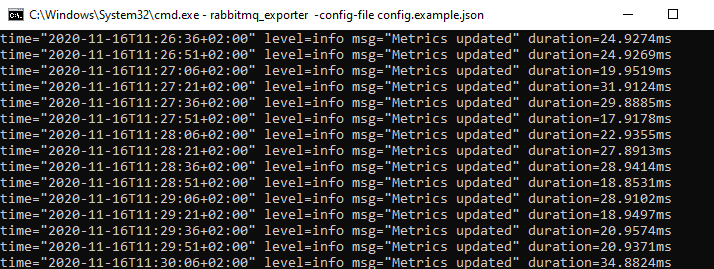 C:\Windows\System32\cmd.exe - rabbitmq_exporter  -config-file config.example.json
time="2020-11-16T11:26:36+02:00" level=info msg="Metrics updated" duration=24.9274ms
time="2020-11-16T11:26:51+02:00" level=info msg="Metrics updated" duration=24.9269ms
time="2020-11-16T11:27:06+02:00" level=info msg="Metrics updated" duration=19.9519ms
time="2020-11-16T11:27:21+02:00" level=info msg="Metrics updated" duration=31.9124ms
time="2020-11-16T11:27:36+02:00" level=info msg="Metrics updated" duration=29.8885ms
time="2020-11-16T11:27:51+02:00" level=info msg="Metrics updated" duration=17.9178ms
time="2020-11-16T11:28:06+02:00" level=info msg="Metrics updated" duration=22.9355ms
time="2020-11-16T11:28:21+02:00" level=info msg="Metrics updated" duration=27.8913ms
time="2020-11-16T11:28:36+02:00" level=info msg="Metrics updated" duration=28.9414ms
time="2020-11-16T11:28:51+02:00" level=info msg="Metrics updated" duration=18.8531ms
time="2020-11-16T11:29:06+02:00" level=info msg="Metrics updated" duration=28.9102ms
time="2020-11-16T11:29:21+02:00" level=info msg="Metrics updated" duration=18.9497ms
time="2020-11-16T11:29:36+02:00" level=info msg="Metrics updated" duration=20.9574ms
time="2020-11-16T11:29:51+02:00" level=info msg="Metrics updated" duration=20.9371ms
time="2020-11-16T11:30:06+02:00" level=info msg="Metrics updated" duration=34.8824ms